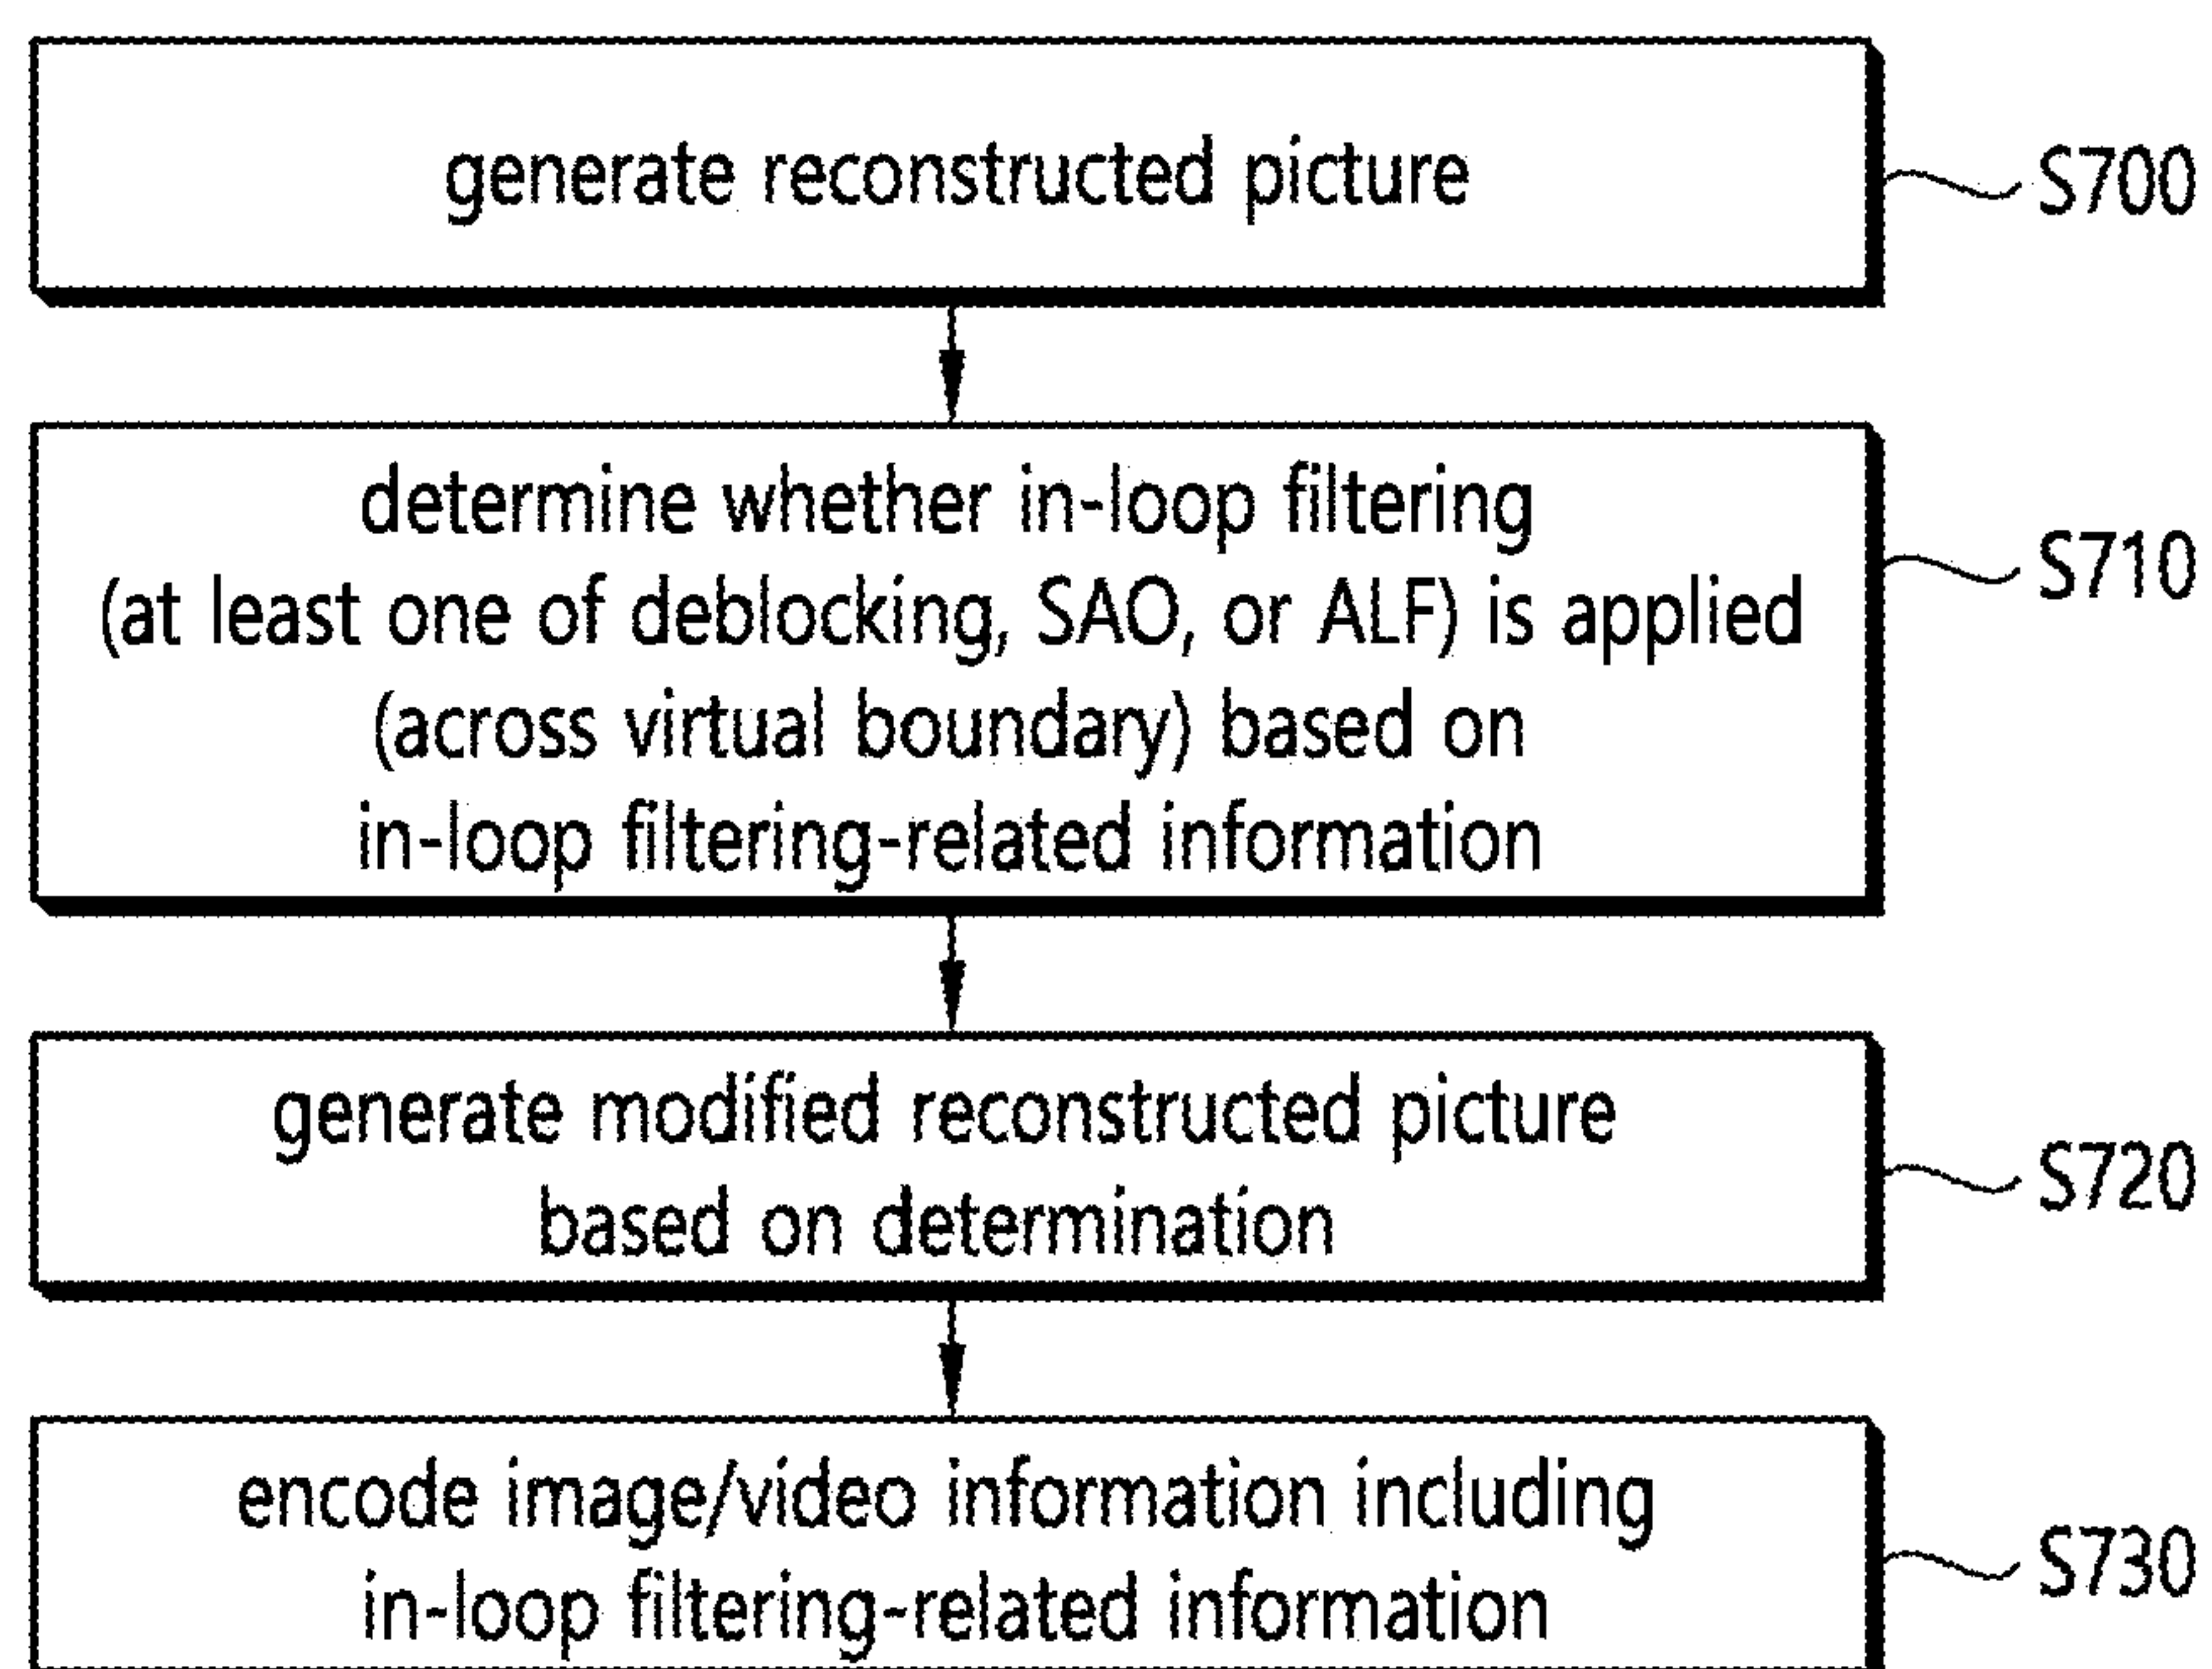 generate reconstructed picture
S700
determine whether in-loop filtering
(at least one of deblocking, SAO, or ALF) is applied
(across virtual boundary) based on
in-loop filtering-related information
S710
generate modified reconstructed picture
based on determination
S720
encode image/video information including
in-loop filtering-related information
S730